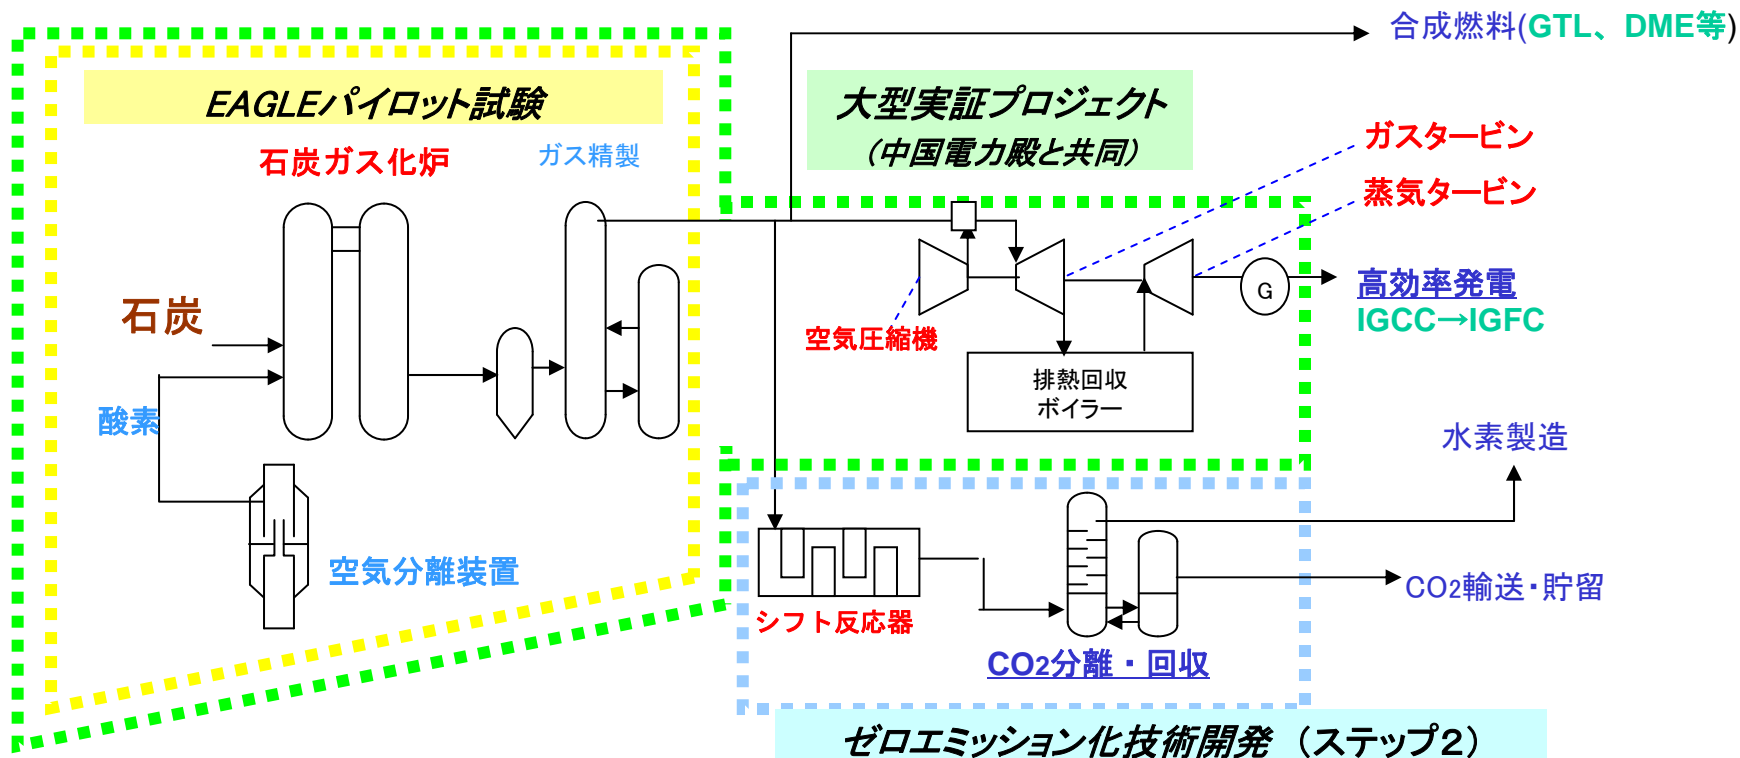 合成燃料(GTL、DME等)
EAGLEパイロット試験
大型実証プロジェクト
(中国電力殿と共同)
石炭ガス化炉
ガス精製
ガスタービン
蒸気タービン
石炭
空気圧縮機
G
高効率発電
IGCC→IGFC
排熱回収
ボイラー
酸素
水素製造
空気分離装置
シフト反応器
CO2輸送・貯留
CO2分離・回収
ゼロエミッション化技術開発（ステップ２）